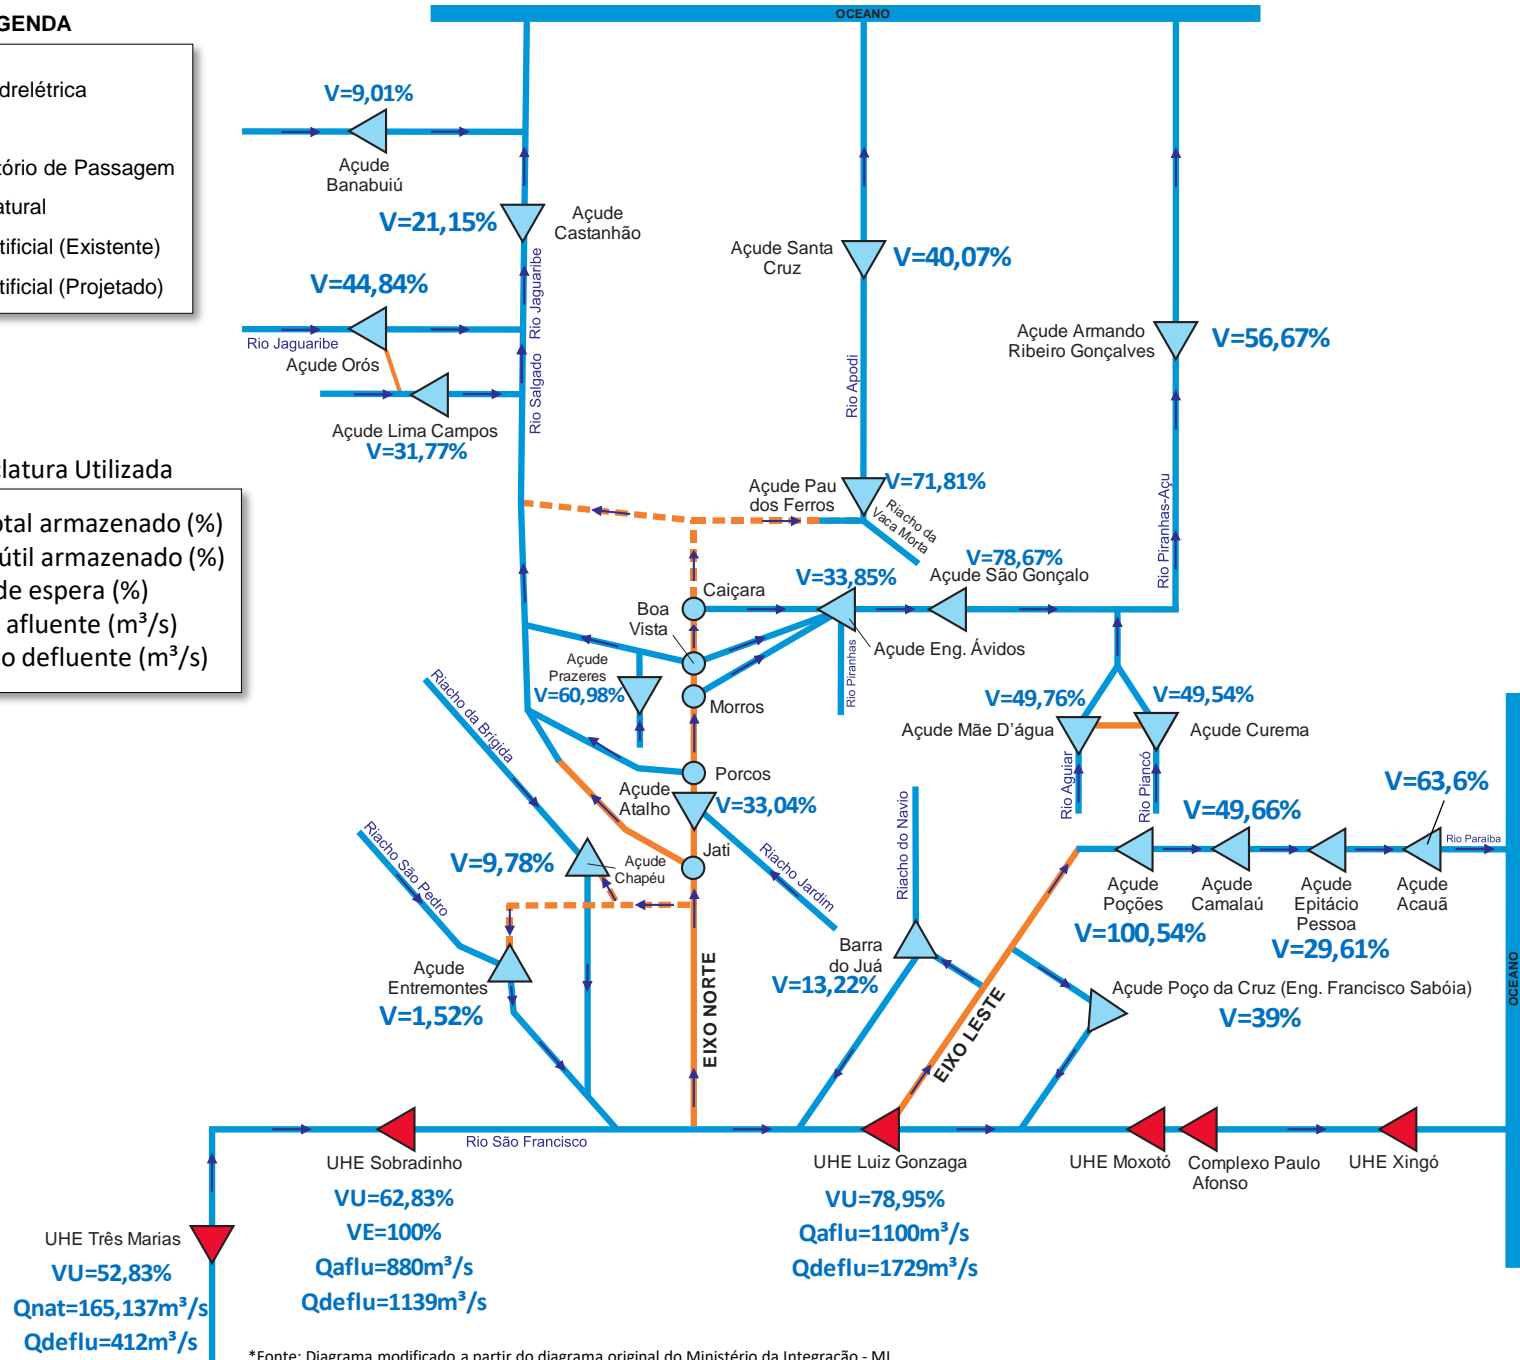 OCEANO
GENDA
drelétrica
tório de Passagem
atural
tificial (Existente)
tificial (Projetado)
V=9,01%
Açude
Banabuiú
V=21,15%
Açude
Castanhão
Rio Jaguaribe
V=44,84%
Rio Jaguaribe
Açude Orós
Rio Salgado
Açude Lima Campos
V=31,77%
Açude Santa
Cruz
V=40,07%
Rio Apodi
Açude Armando
Ribeiro Gonçalves
V=56,67%
Rio Piranhas-Açu
clatura Utilizada
otal armazenado (%)
útil armazenado (%)
de espera (%)
afluente (m³/s)
o defluente (m³/s)
Açude Pau
dos Ferros
V=71,81%
Riacho da
Vaca Morta
V=78,67%
Açude São Gonçalo
V=33,85%
Caiçara
Boa
Vista
Açude Eng. Ávidos
Rio Piranhas
Açude
Prazeres
V=60,98%
Morros
Riacho da Brígida
V=49,76%
V=49,54%
Açude Mãe D'água
Açude Curema
Rio Aguiar
Rio Piancó
Porcos
Açude
Atalho
V=33,04%
Jati
Riacho Jardim
Riacho do Navio
Riacho São Pedro
V=9,78%
Açude
Chapéu
V=63,6%
V=49,66%
Rio Paraíba
Açude
Poções
V=100,54%
Açude
Camalaú
Açude
Epitácio
Pessoa
V=29,61%
Açude
Acauã
Açude
Entremontes
V=1,52%
EIXO NORTE
Barra
do Juá
V=13,22%
EIXO LESTE
Açude Poço da Cruz (Eng. Francisco Sabóia)
V=39%
OCEANO
Rio São Francisco
UHE Sobradinho
VU=62,83%
VE=100%
Qaflu=880m³/s
Qdeflu=1139m³/s
UHE Luiz Gonzaga
VU=78,95%
Qaflu=1100m³/s
Qdeflu=1729m³/s
UHE Moxotó
Complexo Paulo
Afonso
UHE Xingó
UHE Três Marias
VU=52,83%
Qnat=165,137m³/s
Qdeflu=412m³/s
*Fonte: Diagrama modificado a partir do diagrama original do Ministério da Integração - MI